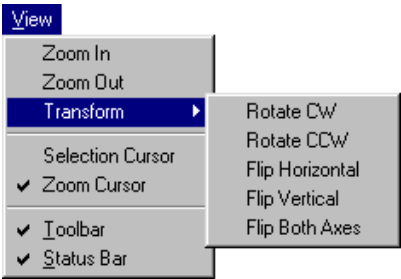 View
Zoom In
Zoom Out
Transform
Selection Cursor
Zoom Cursor
Toolbar
Status Bar
Rotate CW
Rotate CCW
Flip Horizontal
Flip Vertical
Flip Both Axes